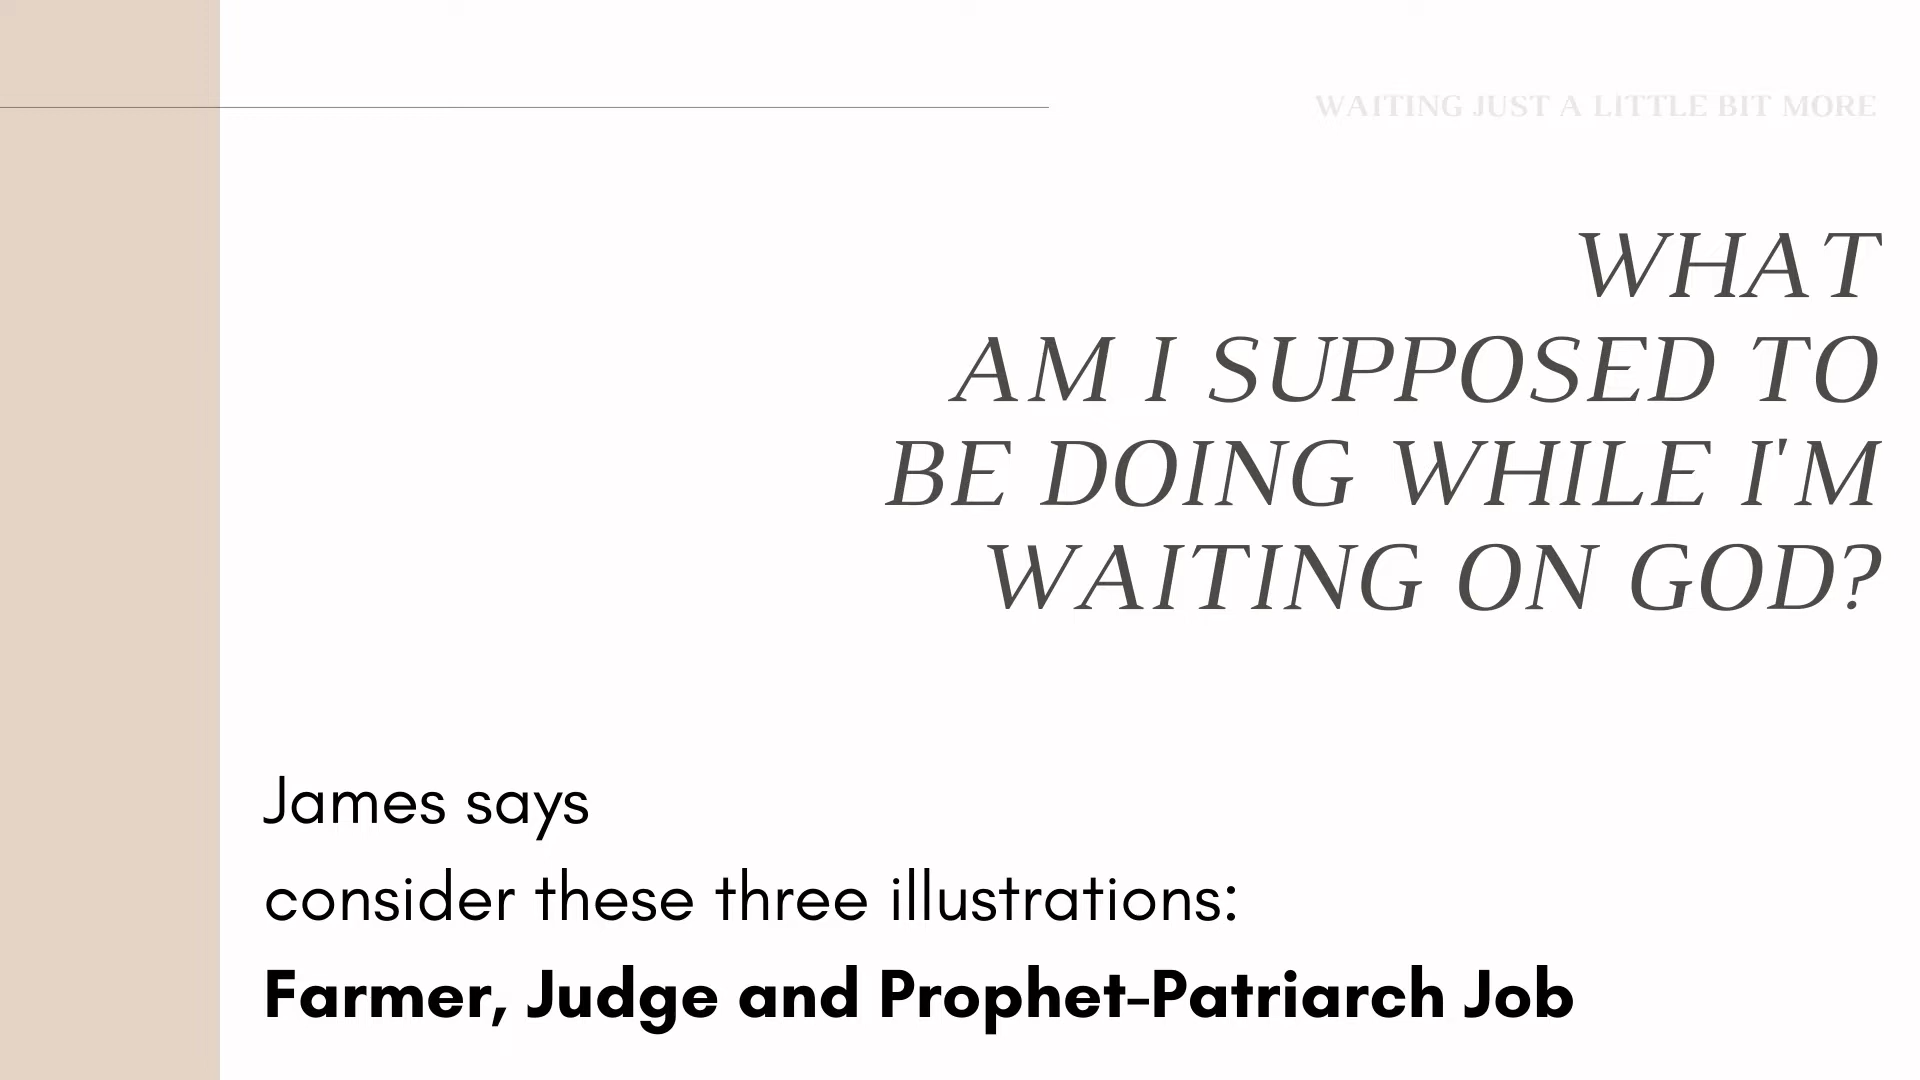 WAITING JUST A LITTLE BIT MORE
WHAT
AM I SUPPOSED TO
BE DOING WHILE I'M
WAITING ON GOD?
James says
consider these three illustrations:
Farmer, Judge and Prophet-Patriarch Job